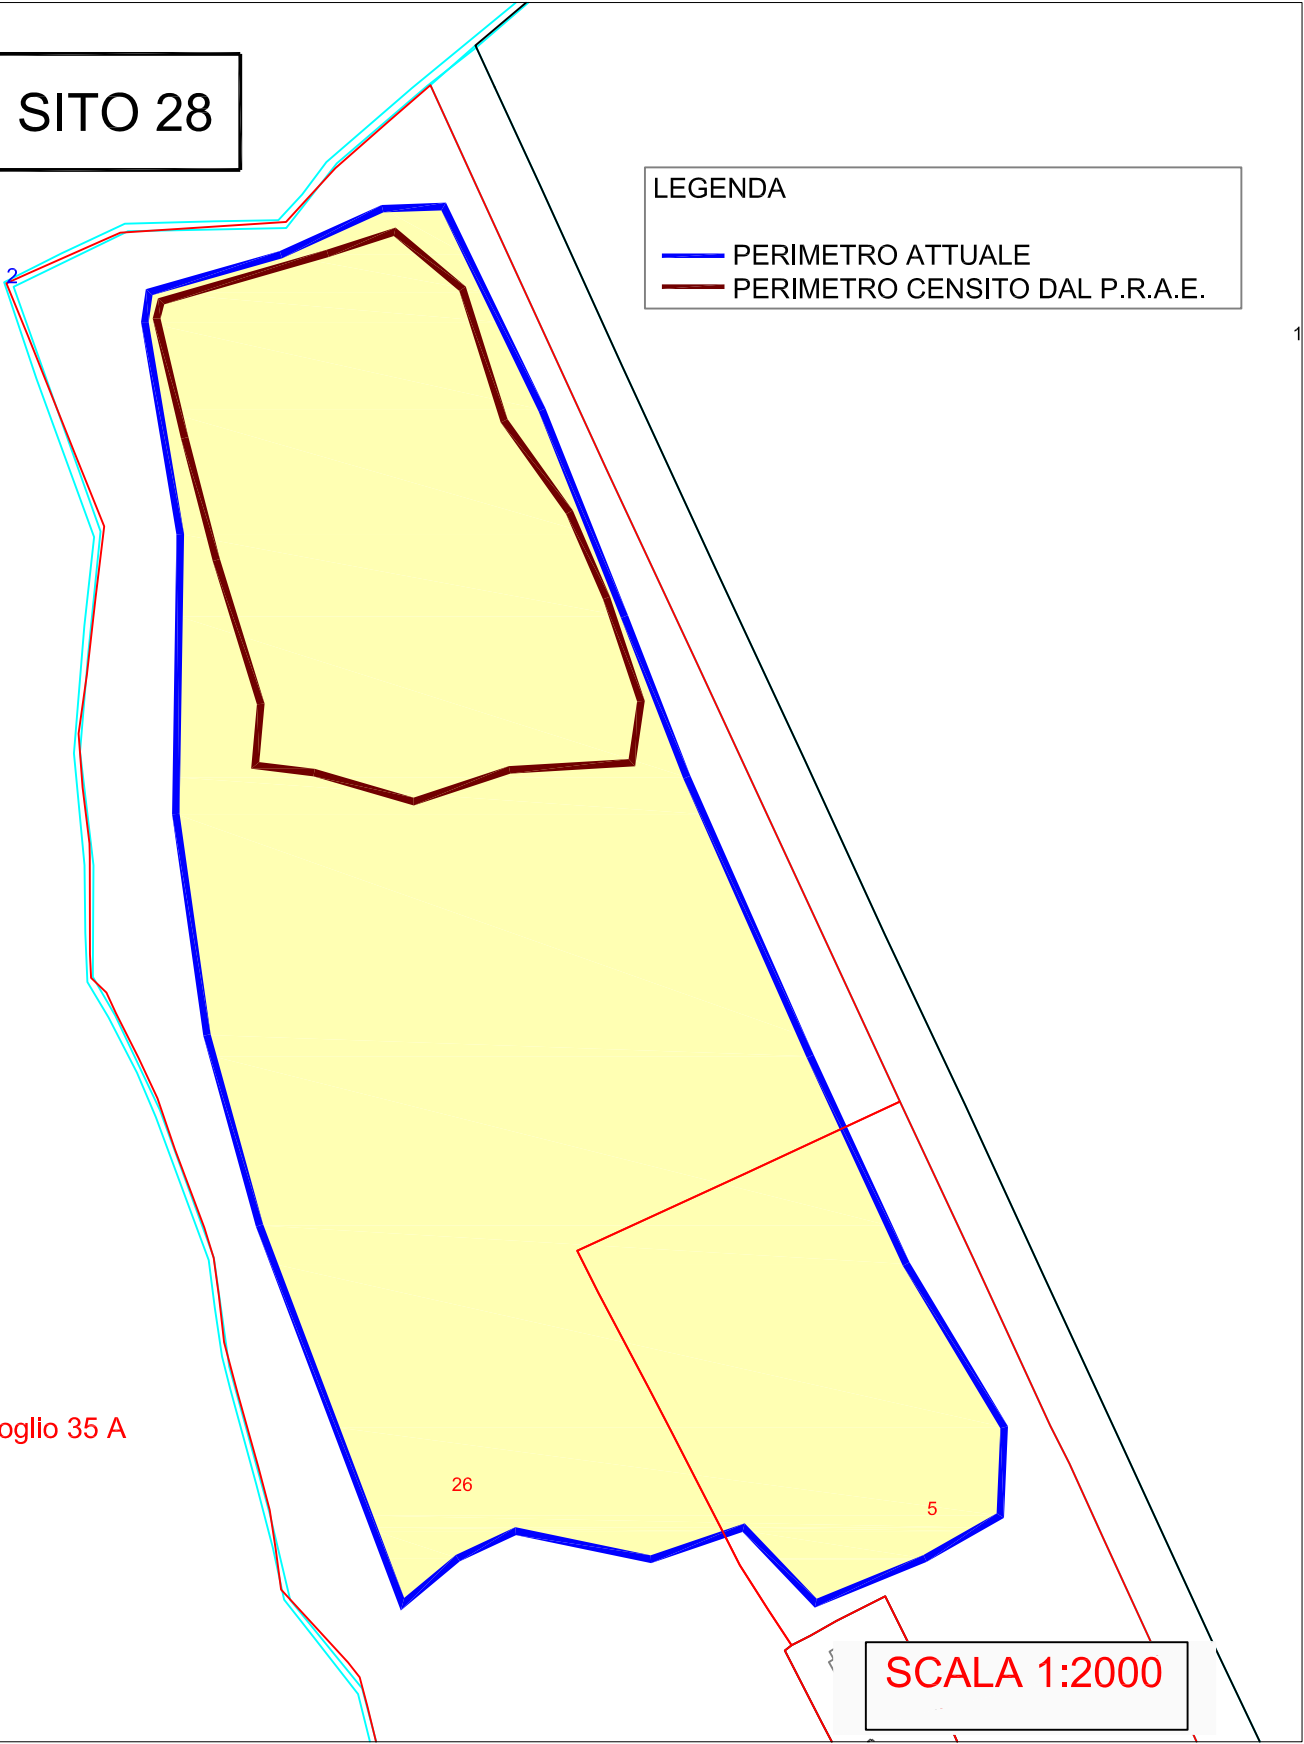 SITO 28
LEGENDA
PERIMETRO ATTUALE
PERIMETRO CENSITO DAL P.R.A.E.
2
1
oglio 35 A
26
5
SCALA 1:2000